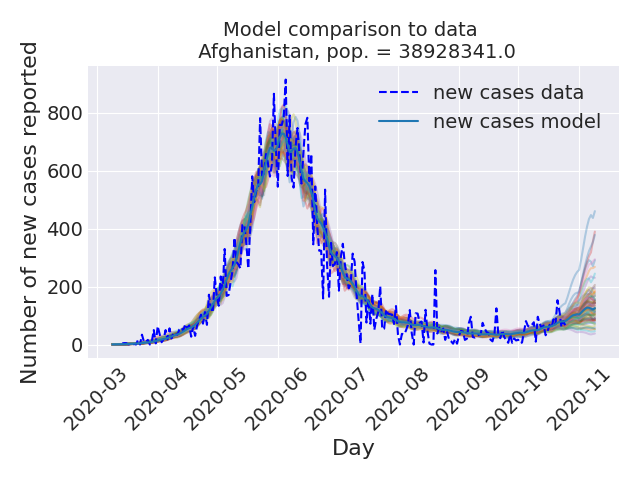 Model comparison to data
Afghanistan, pop. = 38928341.0
Number of new cases reported
800
600
400
200
0
new cases data
new cases model
2020-03
2020-04
2020-05
2020-06
2020-07
2020-08
2020-09
2020-10
2020-11
Day